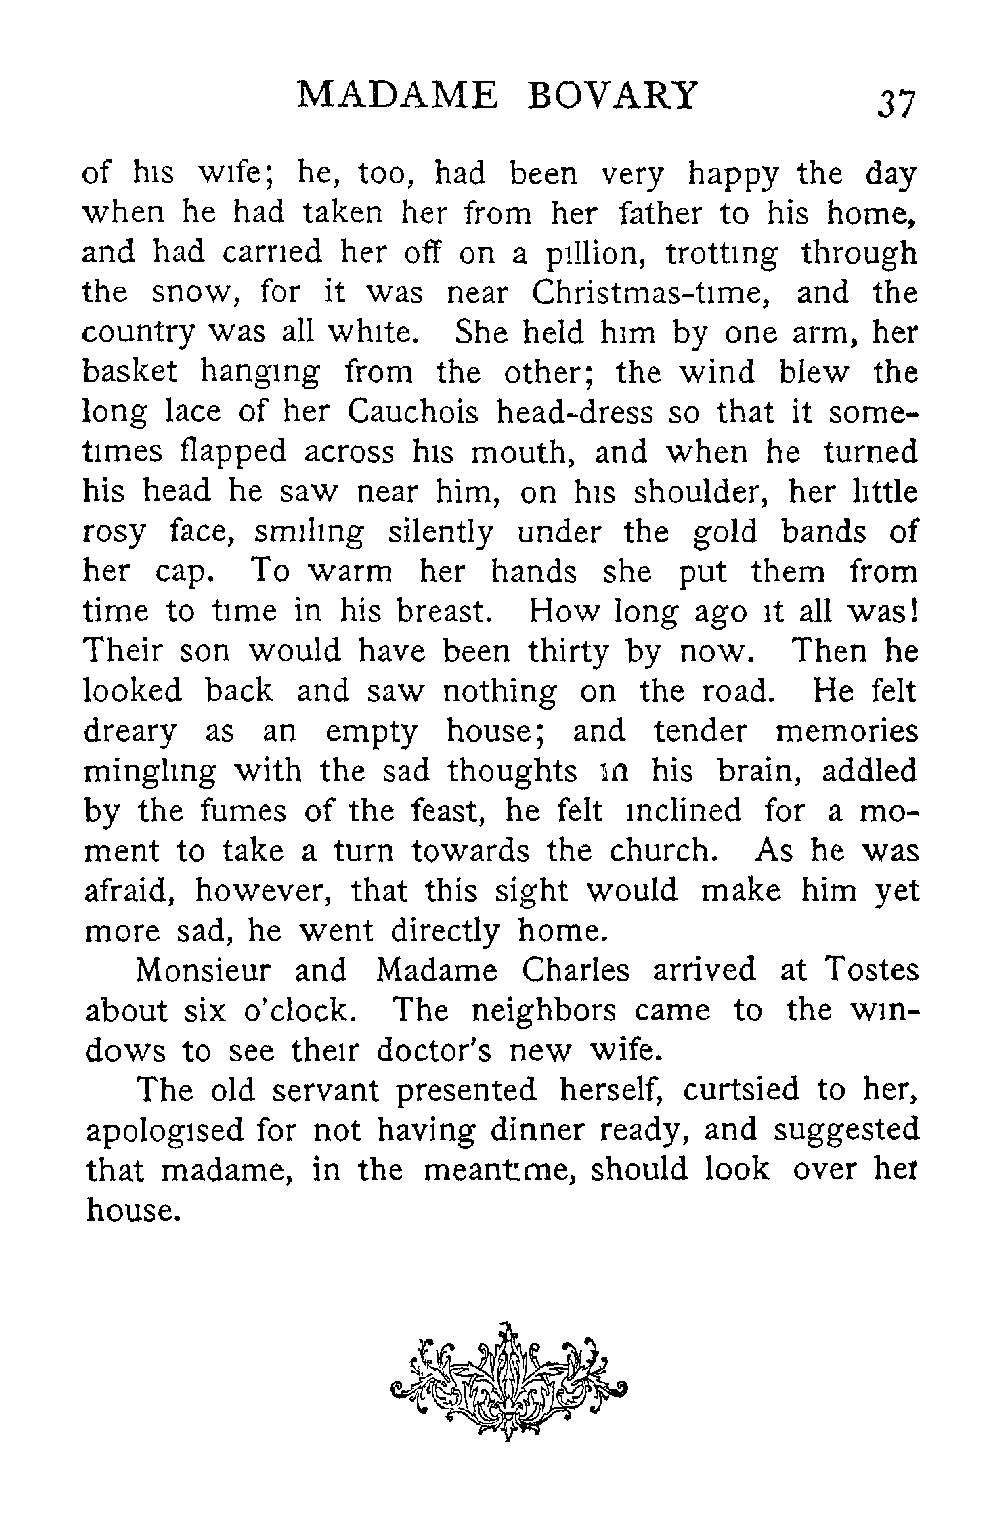 MADAME BOVARY 37
of his wife; he, too, had been very happy the day
when he had taken her from her father to his home,
and had carried her off on a pillion, trotting through
the snow, for it was near Christmas-time, and the
country was all white. She held him by one arm, her
basket hanging from the other; the wind blew the
long lace of her Cauchois head-dress so that it some-
times flapped across his mouth, and when he turned
his head he saw near him, on his shoulder, her little
rosy face, smiling silently under the gold bands of
her cap. To warm her hands she put them from
time to time in his breast. How long ago it all was!
Their son would have been thirty by now. Then he
looked back and saw nothing on the road. He felt
dreary as an empty house; and tender memories
mingling with the sad thoughts in his brain, addled
by the fumes of the feast, he felt inclined for a mo-
ment to take a turn towards the church. As he was
afraid, however, that this sight would make him yet
more sad, he went directly home.
Monsieur and Madame Charles arrived at Tostes
about six o'clock. The neighbors came to the win-
dows to see their doctor's new wife.
The old servant presented herself, curtsied to her,
apologised for not having dinner ready, and suggested
that madame, in the meantime, should look over her
house.